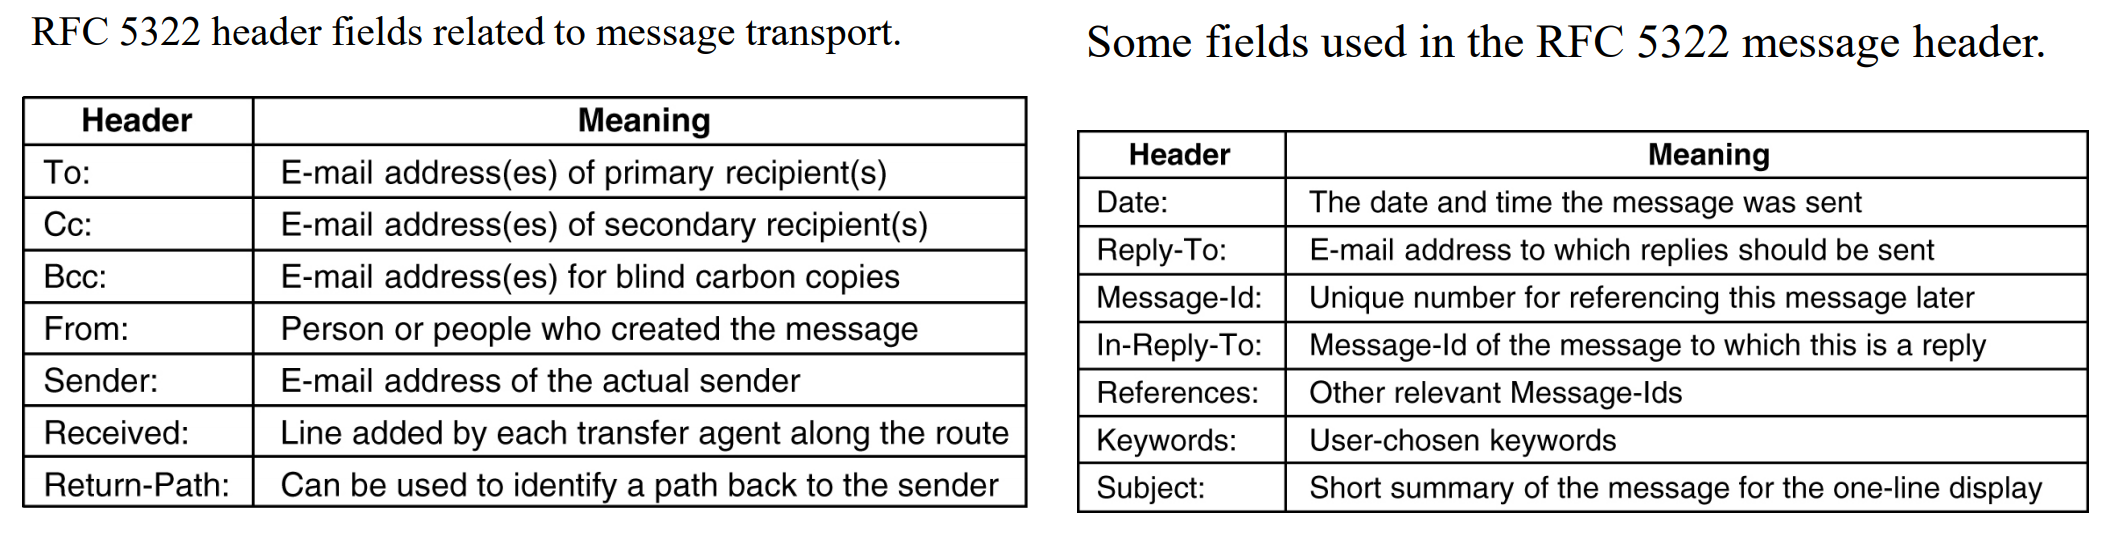 RFC 5322 header fields related to message transport.
Header Meaning
To: E-mail address(es) of primary recipient(s)
Cc: E-mail address(es) of secondary recipient(s)
Bcc: E-mail address(es) for blind carbon copies
From: Person or people who created the message
Sender: E-mail address of the actual sender
Received: Line added by each transfer agent along the route
Return-Path: Can be used to identify a path back to the sender
Some fields used in the RFC 5322 message header.
Header Meaning
Date: The date and time the message was sent
Reply-To: E-mail address to which replies should be sent
Message-Id: Unique number for referencing this message later
In-Reply-To: Message-Id of the message to which this is a reply
References: Other relevant Message-Ids
Keywords: User-chosen keywords
Subject: Short summary of the message for the one-line display